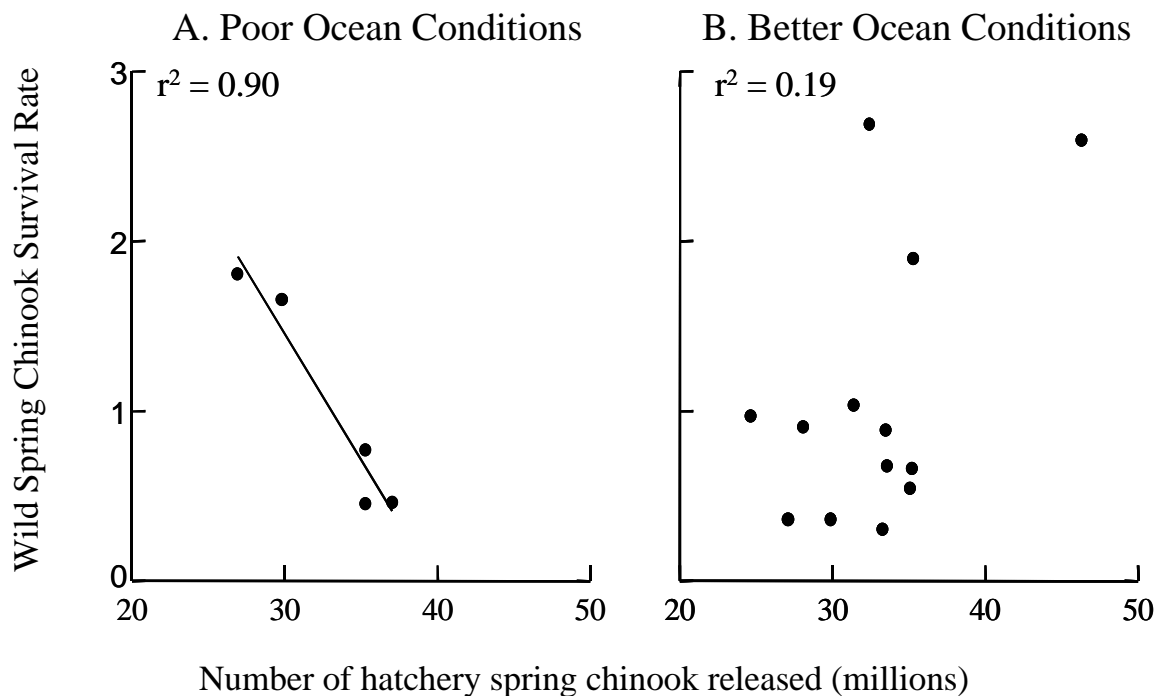 A. Poor Ocean Conditions
B. Better Ocean Conditions
Wild Spring Chinook Survival Rate
3
2
1
0
r² = 0.90
r² = 0.19
20 30 40 50
20 30 40 50
Number of hatchery spring chinook released (millions)